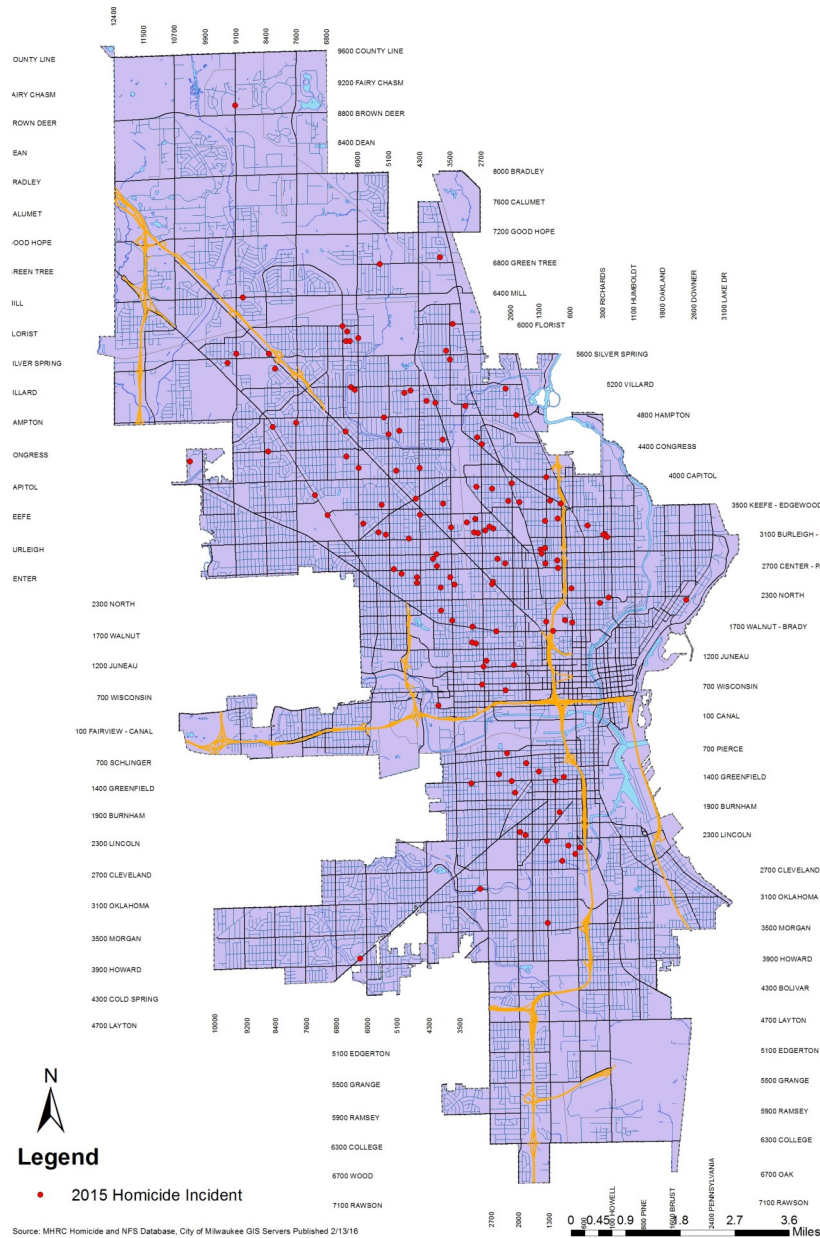 12400
11500
10700
9900
9100
8400
7600
6800
OUNTY LINE
AIRY CHASM
ROWN DEER
EAN
RADLEY
ALUMET
OOD HOPE
REEN TREE
ILL
LORIST
ILVER SPRING
ILLARD
AMPTON
ONGRESS
APITOL
EEFE
URLEIGH
ENTER
2300 NORTH
1700 WALNUT
1200 JUNEAU
700 WISCONSIN
100 FAIRVIEW - CANAL
700 SCHLINGER
1400 GREENFIELD
1900 BURNHAM
2300 LINCOLN
2700 CLEVELAND
3100 OKLAHOMA
3500 MORGAN
3900 HOWARD
4300 COLD SPRING
4700 LAYTON
9600 COUNTY LINE
9200 FAIRY CHASM
8800 BROWN DEER
8400 DEAN
6000
5100
4300
3500
2700
8000 BRADLEY
7600 CALUMET
7200 GOOD HOPE
6800 GREEN TREE
6400 MILL
2000
1300
600
300 RICHARDS
1100 HUMBOLDT
1800 OAKLAND
2600 DOWNER
3100 LAKE DR
6000 FLORIST
5600 SILVER SPRING
5200 VILLARD
4800 HAMPTON
4400 CONGRESS
4000 CAPITOL
3500 KEEFE - EDGEWOOD
3100 BURLEIGH -
2700 CENTER - P
2300 NORTH
1700 WALNUT - BRADY
1200 JUNEAU
700 WISCONSIN
100 CANAL
700 PIERCE
1400 GREENFIELD
1900 BURNHAM
2300 LINCOLN
2700 CLEVELAND
3100 OKLAHOMA
3500 MORGAN
3900 HOWARD
4300 BOLIVAR
4700 LAYTON
5100 EDGERTON
5500 GRANGE
5900 RAMSEY
6300 COLLEGE
6700 OAK
7100 RAWSON
10000
9200
8400
7600
6800
6000
5100
4300
3500
5100 EDGERTON
5500 GRANGE
5900 RAMSEY
6300 COLLEGE
6700 WOOD
7100 RAWSON
2700
2000
1300
600
100 HOWELL
800 PINE
1600 BRUST
2400 PENNSYLVANIA
N
Legend
2015 Homicide Incident
0 0.45 0.9 1.8 2.7 3.6
Miles
Source: MHRC Homicide and NFS Database, City of Milwaukee GIS Servers Published 2/13/16